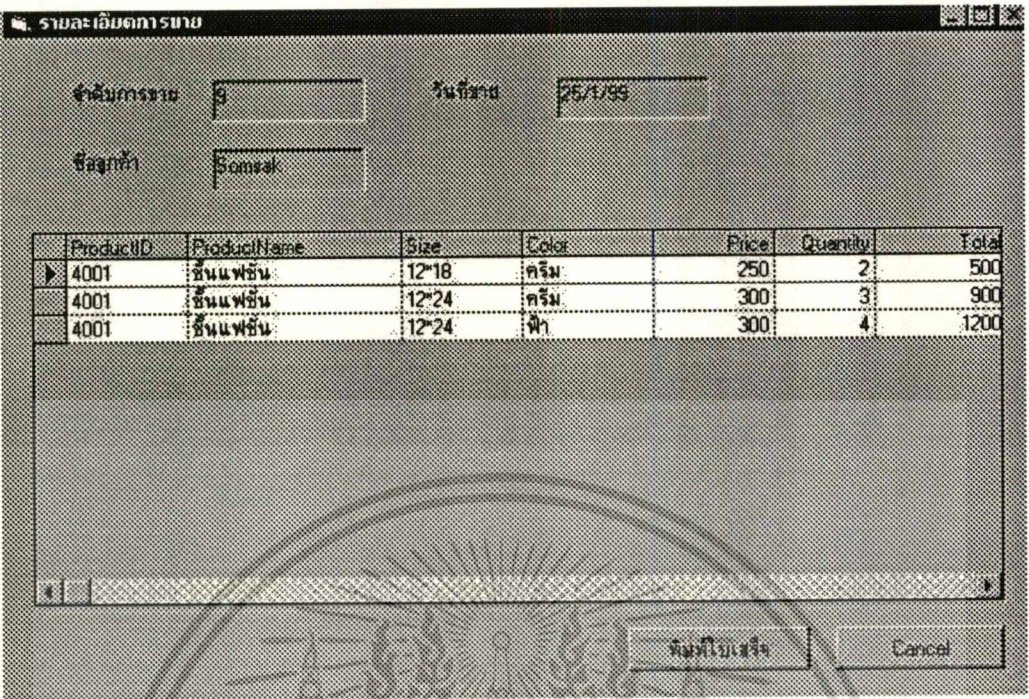 รายละเอียดการขาย
ลำดับการขาย 9 วันที่ขาย 25/1/99
ชื่อลูกค้า Somsak
ProductID ProductName Size Color Price Quantity Total
4001 ชั้นแฟชั่น 12"18 ครีม 250 2 500
4001 ชั้นแฟชั่น 12"24 ครีม 300 3 900
4001 ชั้นแฟชั่น 12"24 ฟ้า 300 4 1200
พิมพ์ใบเสร็จ Cancel